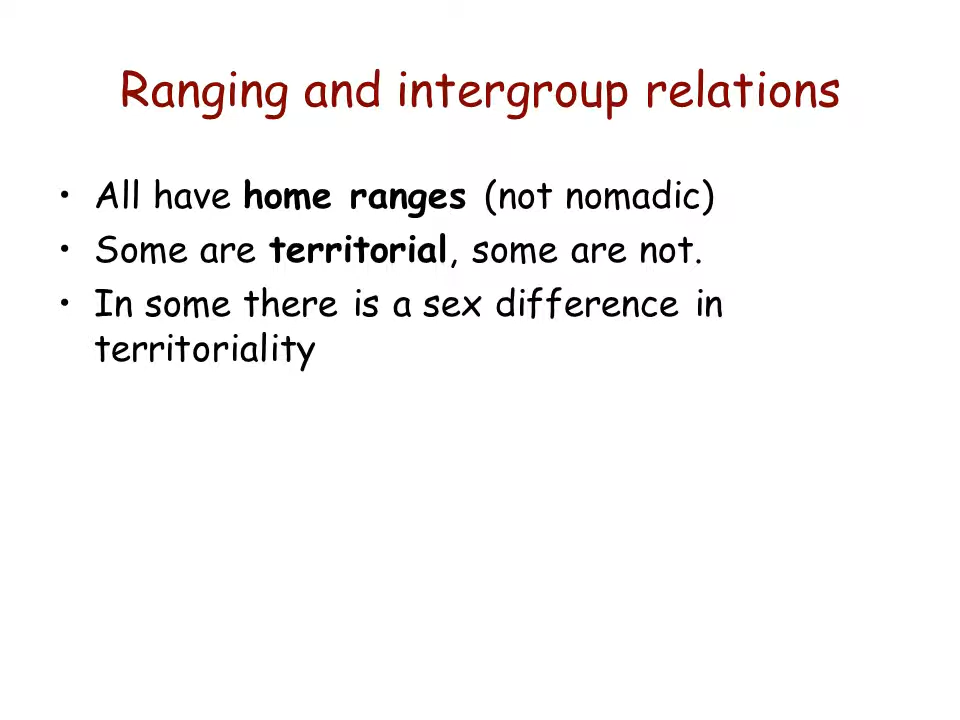 Ranging and intergroup relations
• All have home ranges (not nomadic)
• Some are territorial, some are not.
• In some there is a sex difference in
territoriality